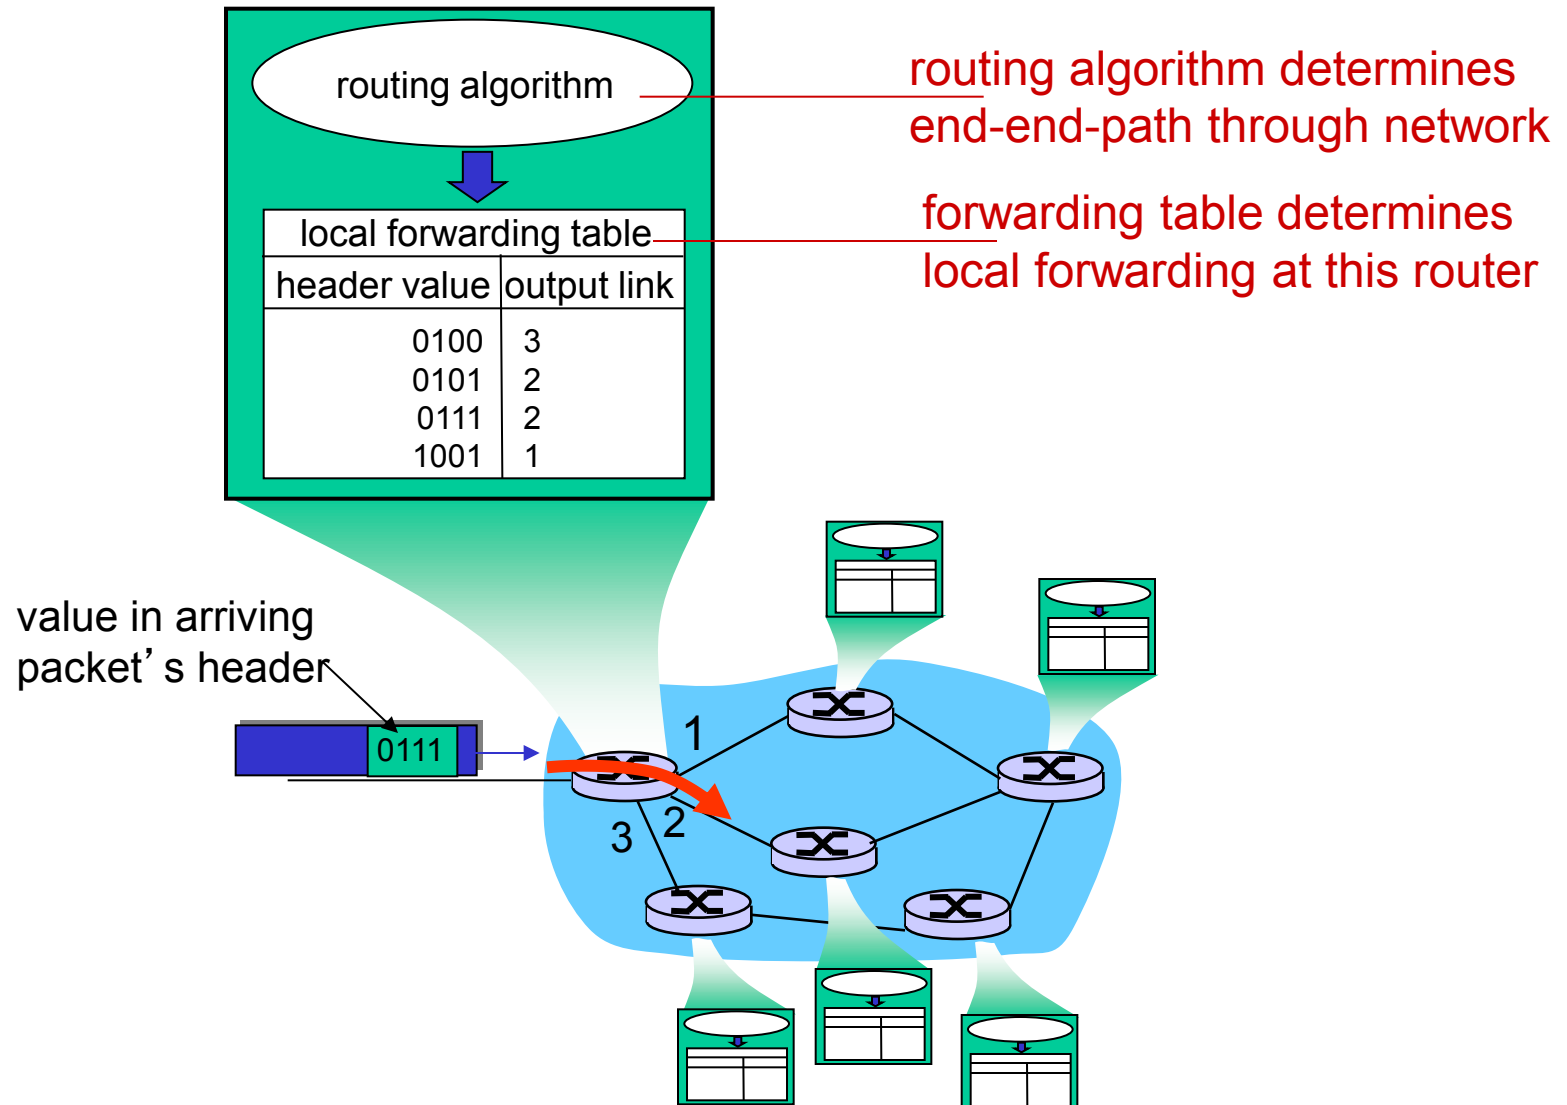 routing algorithm
routing algorithm determines
end-end-path through network
local forwarding table
forwarding table determines
local forwarding at this router
header value output link
0100 3
0101 2
0111 2
1001 1
value in arriving
packet’s header
0111
1
2
3